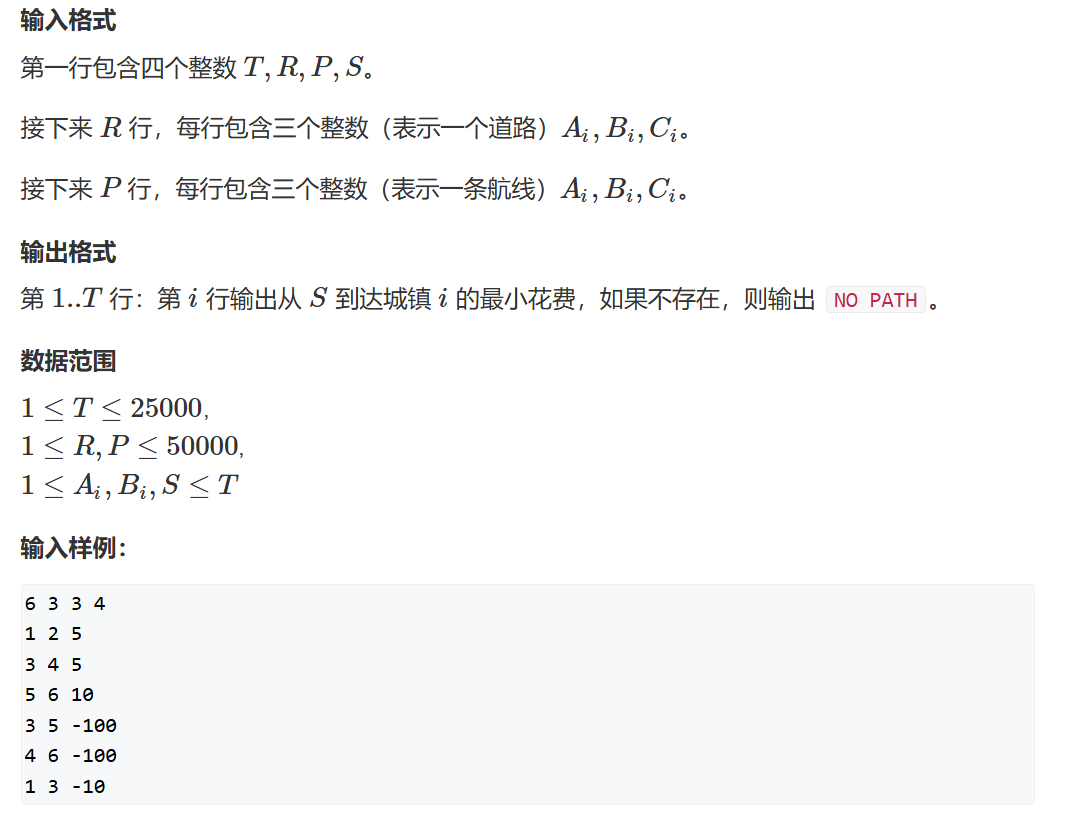 输入格式
第一行包含四个整数 T, R, P, S。
接下来 R 行，每行包含三个整数（表示一个道路）A_i, B_i, C_i。
接下来 P 行，每行包含三个整数（表示一条航线）A_i, B_i, C_i。
输出格式
第 1..T 行：第 i 行输出从 S 到达城镇 i 的最小花费，如果不存在，则输出 NO PATH 。
数据范围
1 ≤ T ≤ 25000,
1 ≤ R, P ≤ 50000,
1 ≤ A_i, B_i, S ≤ T
输入样例：
6 3 3 4
1 2 5
3 4 5
5 6 10
3 5 -100
4 6 -100
1 3 -10